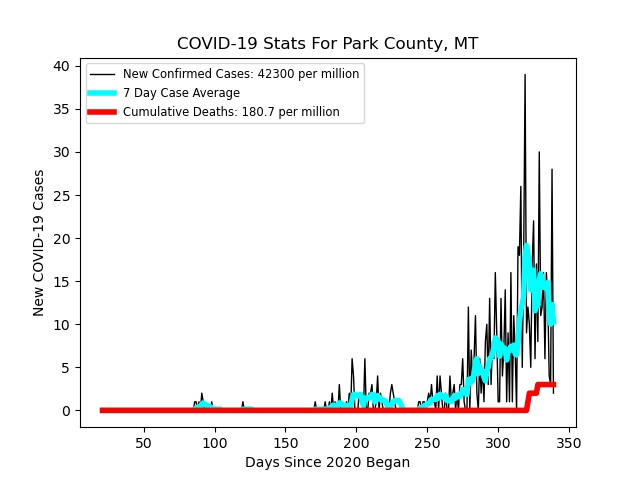 COVID-19 Stats For Park County, MT
New Confirmed Cases: 42300 per million
7 Day Case Average
Cumulative Deaths: 180.7 per million
New COVID-19 Cases
40
35
30
25
20
15
10
5
0
50 100 150 200 250 300 350
Days Since 2020 Began